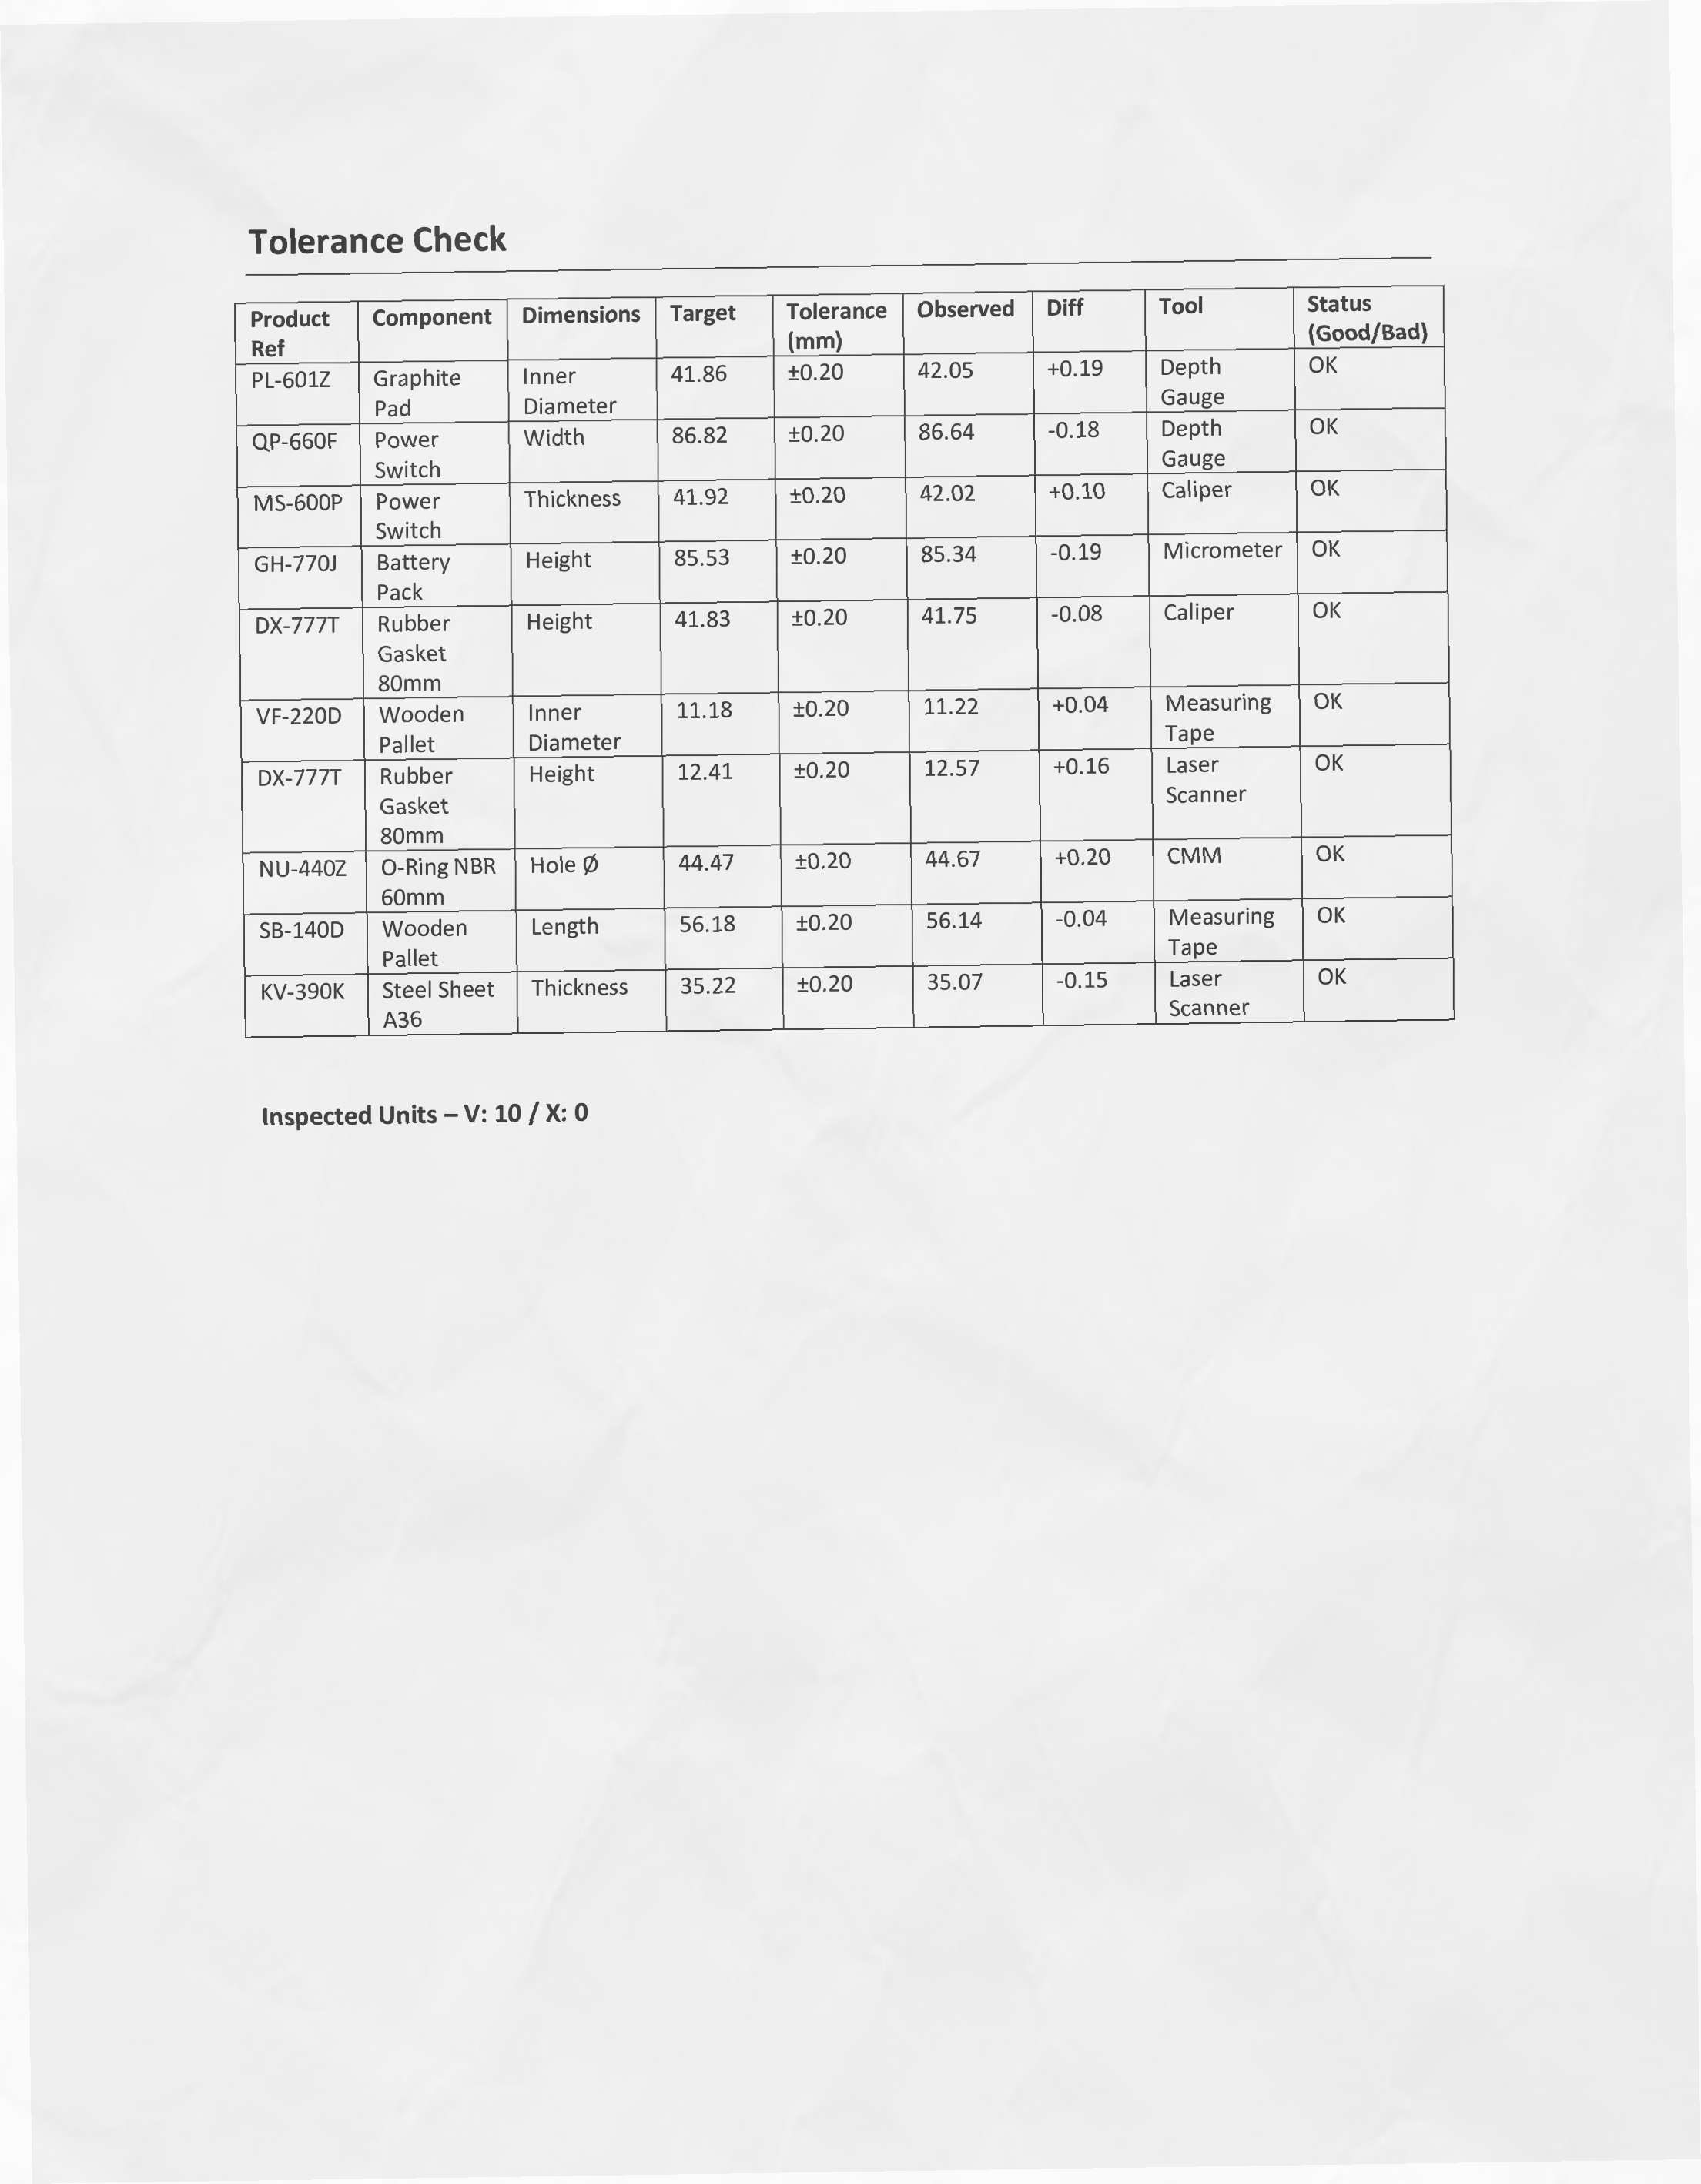 Tolerance Check
Product Ref Component Dimensions Target Tolerance (mm) Observed Diff Tool Status (Good/Bad)
PL-601Z Graphite Pad Inner Diameter 41.86 ±0.20 42.05 +0.19 Depth Gauge OK
QP-660F Power Switch Width 86.82 ±0.20 86.64 -0.18 Depth Gauge OK
MS-600P Power Switch Thickness 41.92 ±0.20 42.02 +0.10 Caliper OK
GH-770J Battery Pack Height 85.53 ±0.20 85.34 -0.19 Micrometer OK
DX-777T Rubber Gasket 80mm Height 41.83 ±0.20 41.75 -0.08 Caliper OK
VF-220D Wooden Pallet Inner Diameter 11.18 ±0.20 11.22 +0.04 Measuring Tape OK
DX-777T Rubber Gasket 80mm Height 12.41 ±0.20 12.57 +0.16 Laser Scanner OK
NU-440Z O-Ring NBR 60mm Hole Ø 44.47 ±0.20 44.67 +0.20 CMM OK
SB-140D Wooden Pallet Length 56.18 ±0.20 56.14 -0.04 Measuring Tape OK
KV-390K Steel Sheet A36 Thickness 35.22 ±0.20 35.07 -0.15 Laser Scanner OK
Inspected Units – V: 10 / X: 0